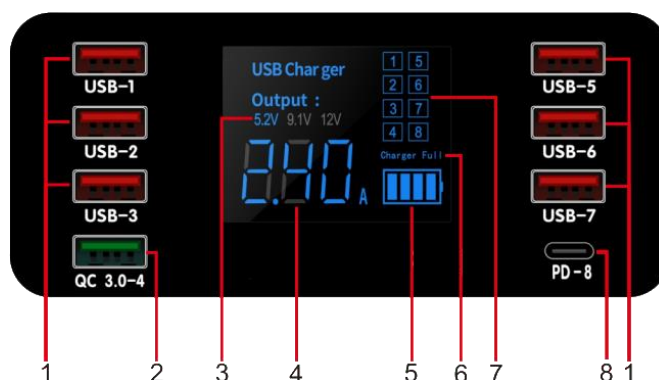 USB-1
USB-2
USB-3
QC 3.0-4
USB Charger
Output :
5.2V 9.1V 12V
2.40 A
1 5
2 6
3 7
4 8
Charger Full
USB-5
USB-6
USB-7
PD-8
1 2 3 4 5 6 7 8 1